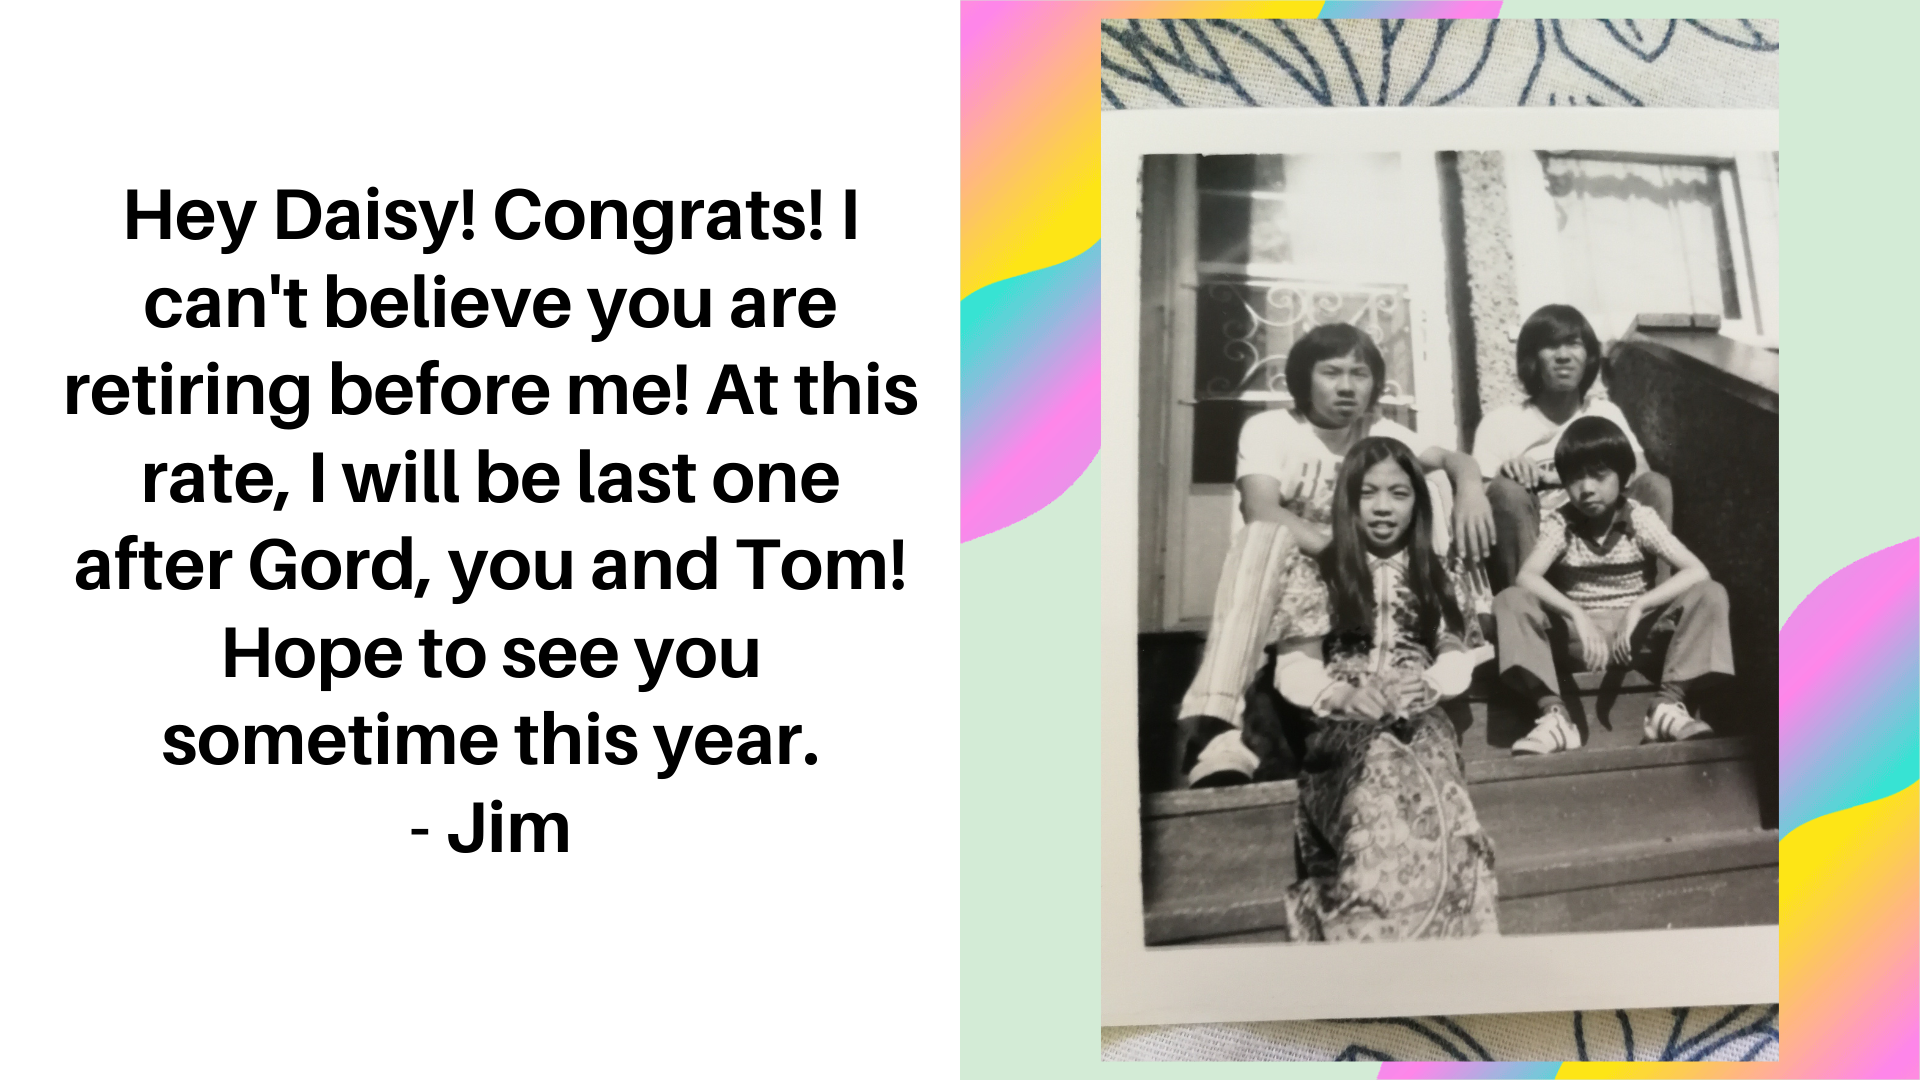 Hey Daisy! Congrats! I
can't believe you are
retiring before me! At this
rate, I will be last one
after Gord, you and Tom!
Hope to see you
sometime this year.
- Jim